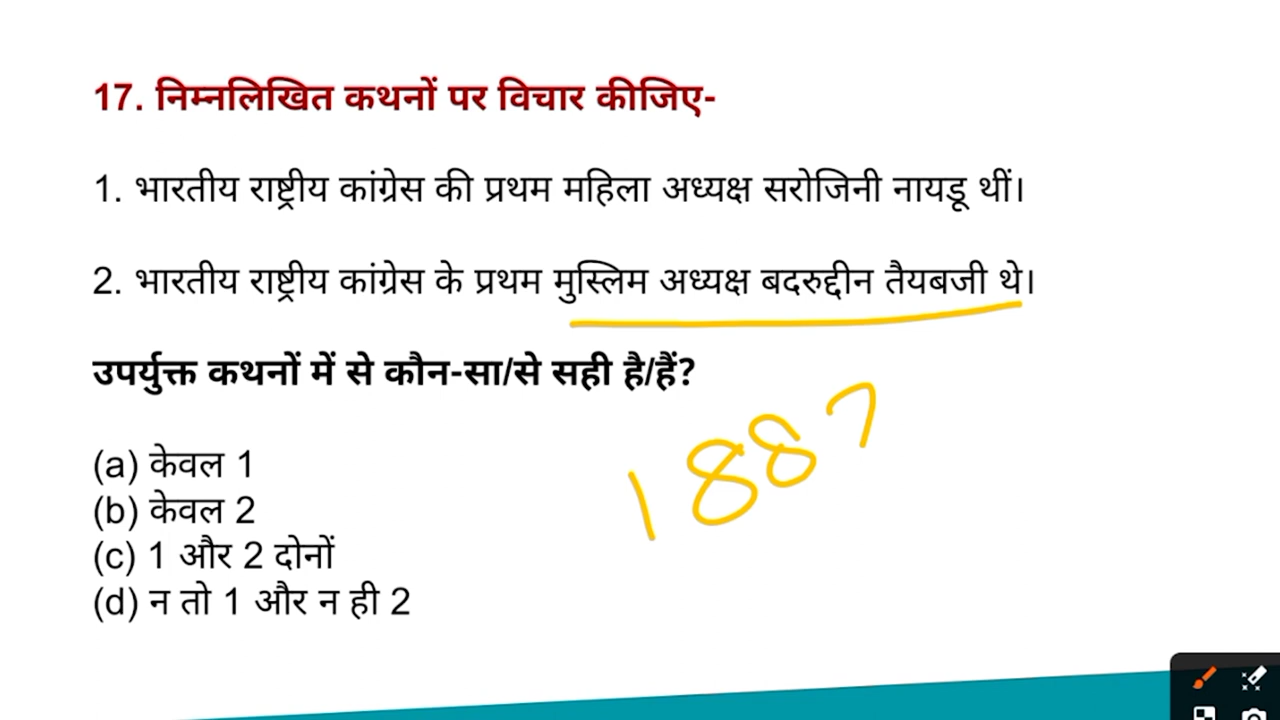 17. निम्नलिखित कथनों पर विचार कीजिए-
1. भारतीय राष्ट्रीय कांग्रेस की प्रथम महिला अध्यक्ष सरोजिनी नायडू थीं।
2. भारतीय राष्ट्रीय कांग्रेस के प्रथम मुस्लिम अध्यक्ष बदरुद्दीन तैयबजी थे।
उपर्युक्त कथनों में से कौन-सा/से सही है/हैं?
1887
(a) केवल 1
(b) केवल 2
(c) 1 और 2 दोनों
(d) न तो 1 और न ही 2